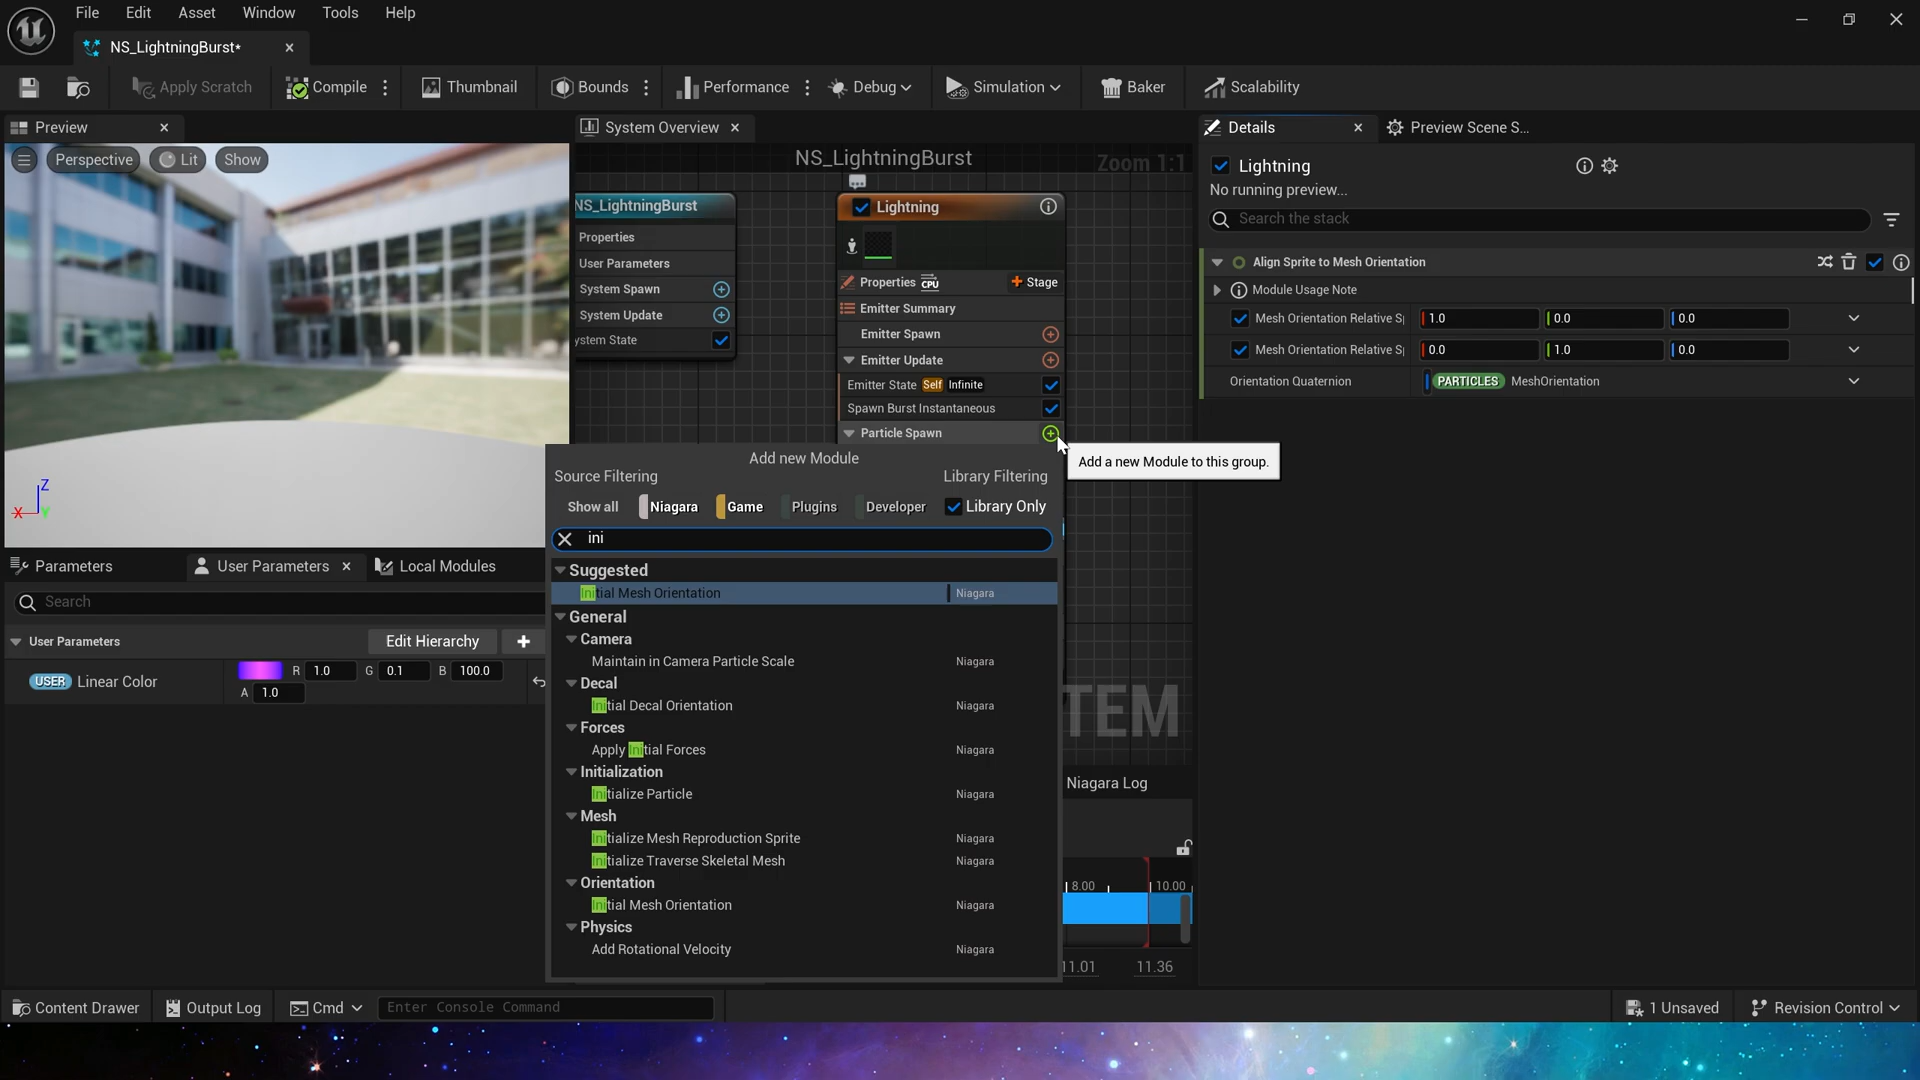 File Edit Asset Window Tools Help
NS_LightningBurst*
Apply Scratch Compile Thumbnail Bounds Performance Debug Simulation Baker Scalability
Preview System Overview Details Preview Scene S...
Perspective Lit Show NS_LightningBurst Zoom 1:1
Lightning
No running preview...
Search the stack
NS_LightningBurst
Properties
User Parameters
System Spawn
System Update
ystem State
Lightning
Properties CPU Stage
Emitter Summary
Emitter Spawn
Emitter Update
Emitter State Self Infinite
Spawn Burst Instantaneous
Particle Spawn
Align Sprite to Mesh Orientation
Module Usage Note
Mesh Orientation Relative S 1.0 0.0 0.0
Mesh Orientation Relative S 0.0 1.0 0.0
Orientation Quaternion PARTICLES MeshOrientation
Add a new Module to this group.
Add new Module
Source Filtering Library Filtering
Show all Niagara Game Plugins Developer Library Only
ini
Suggested
Initial Mesh Orientation Niagara
General
Camera
Maintain in Camera Particle Scale Niagara
Decal
Initial Decal Orientation Niagara
Forces
Apply Initial Forces Niagara
Initialization
Initialize Particle Niagara
Mesh
Initialize Mesh Reproduction Sprite Niagara
Initialize Traverse Skeletal Mesh Niagara
Orientation
Initial Mesh Orientation Niagara
Physics
Add Rotational Velocity Niagara
Z
X Y
Parameters User Parameters Local Modules
Search
User Parameters Edit Hierarchy
USER Linear Color R 1.0 G 0.1 B 100.0
A 1.0
TEM
Niagara Log
8.00 10.00
11.01 11.36
Content Drawer Output Log Cmd Enter Console Command 1 Unsaved Revision Control